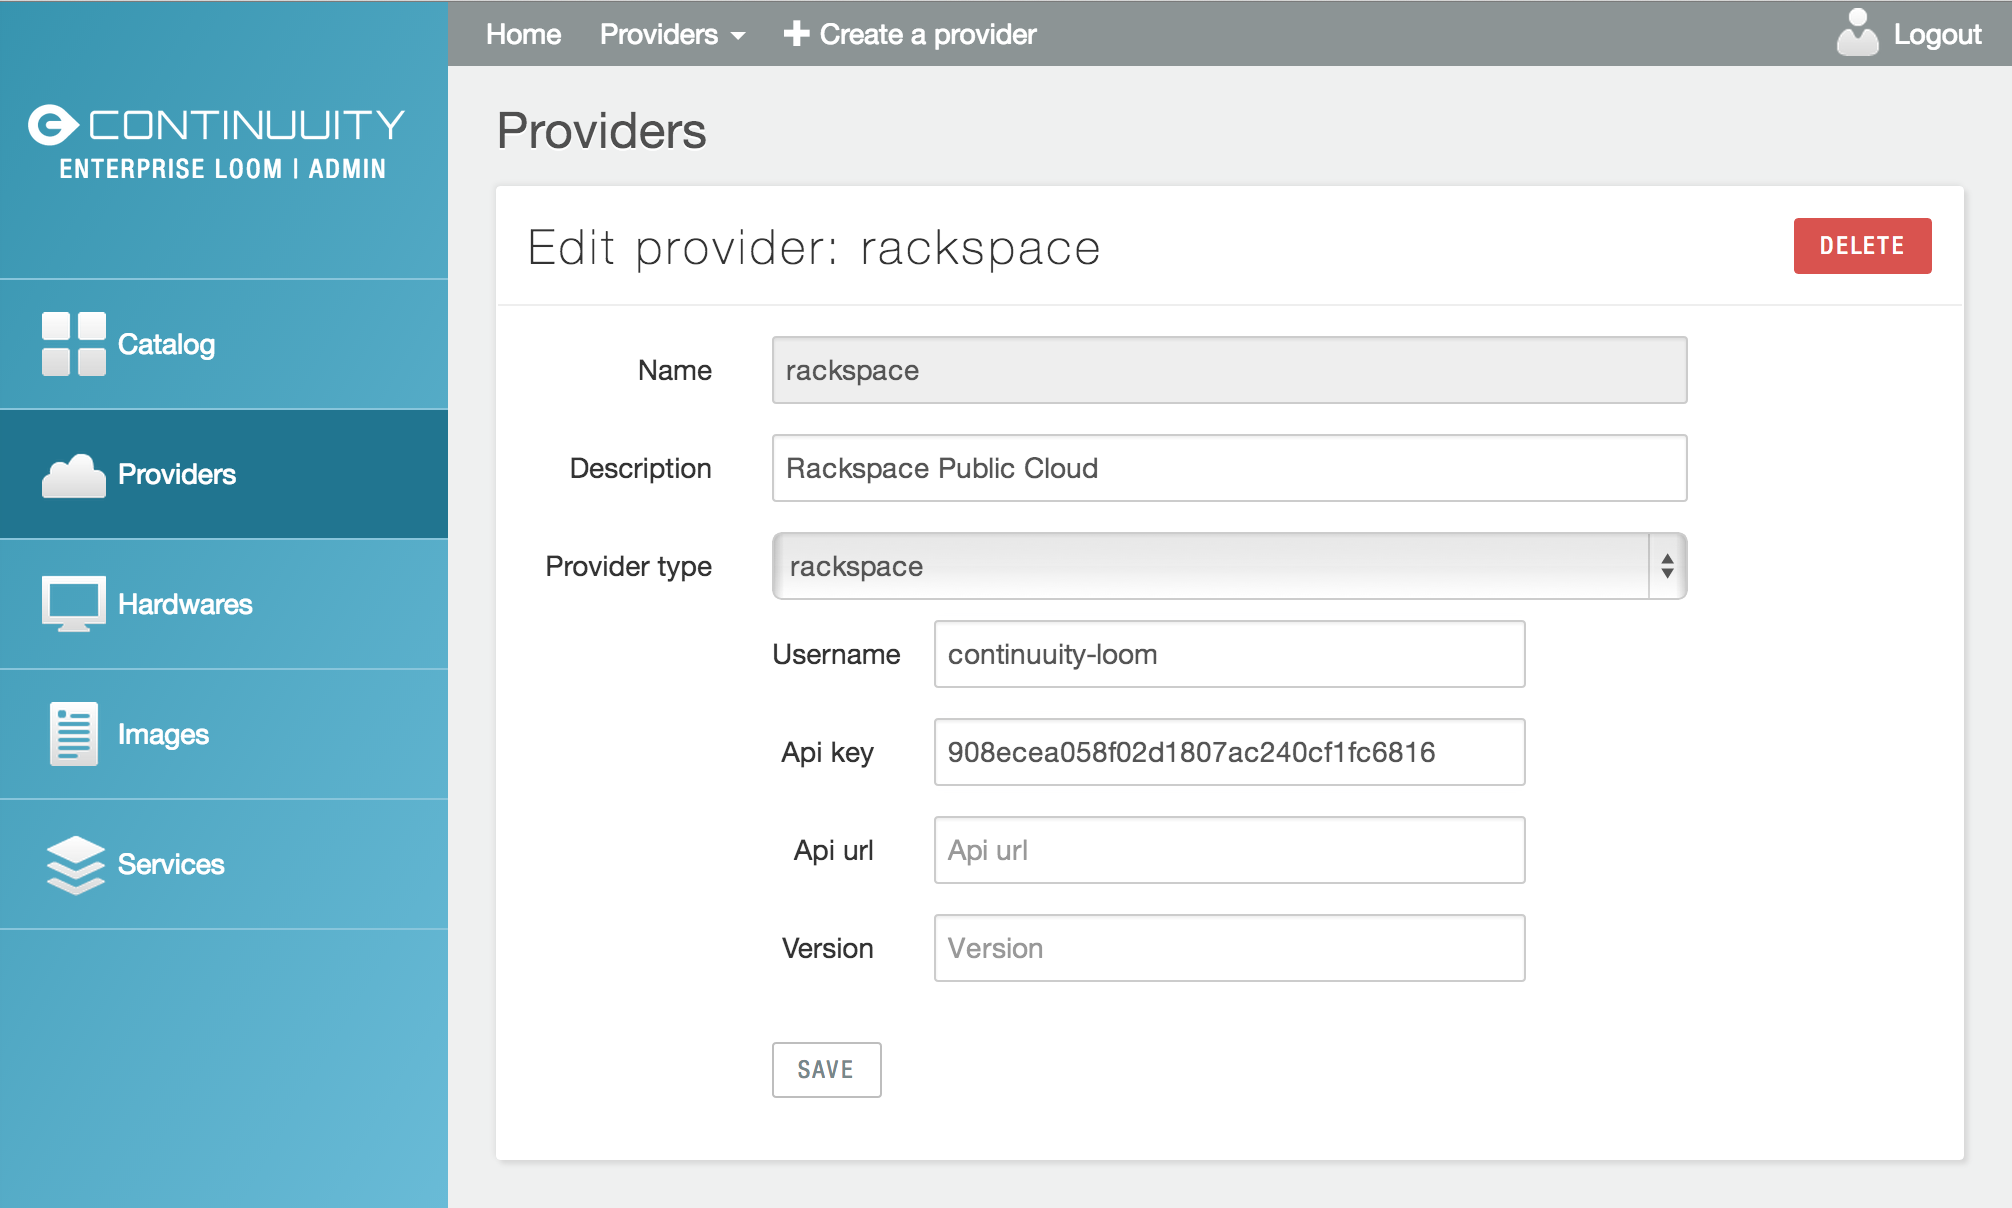 Home Providers Create a provider Logout
CONTINUUITY
ENTERPRISE LOOM | ADMIN
Catalog
Providers
Hardwares
Images
Services
Providers
Edit provider: rackspace DELETE
Name rackspace
Description Rackspace Public Cloud
Provider type rackspace
Username continuuity-loom
Api key 908ecea058f02d1807ac240cf1fc6816
Api url Api url
Version Version
SAVE